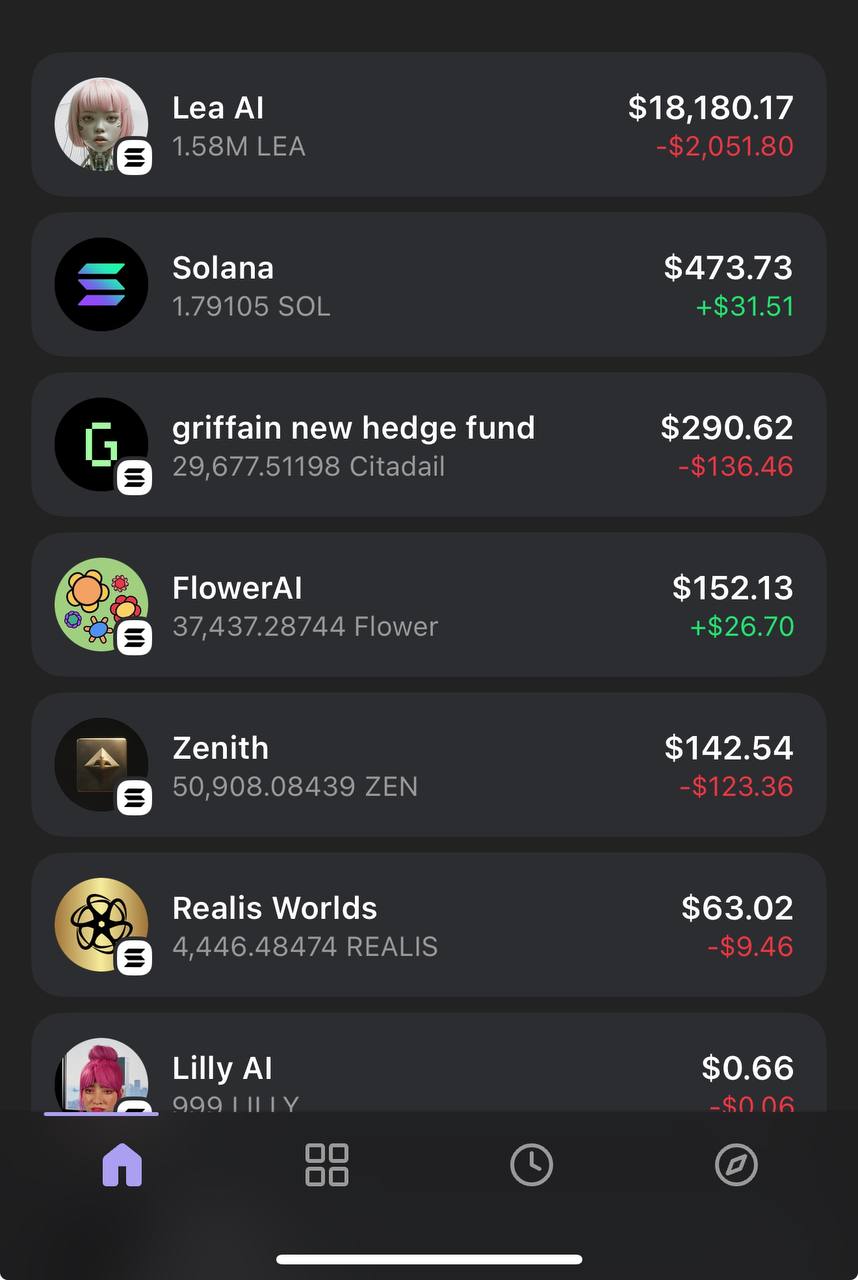 Lea AI
$18,180.17
1.58M LEA
-$2,051.80
Solana
$473.73
1.79105 SOL
+$31.51
griffain new hedge fund
$290.62
29,677.51198 Citadail
-$136.46
FlowerAI
$152.13
37,437.28744 Flower
+$26.70
Zenith
$142.54
50,908.08439 ZEN
-$123.36
Realis Worlds
$63.02
4,446.48474 REALIS
-$9.46
Lilly AI
$0.66
999 LILLY
-$0.06